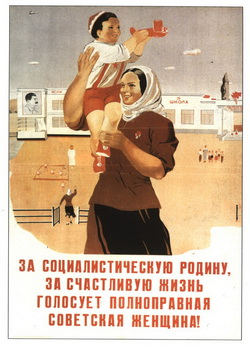 ШКОЛА
ЗА СОЦИАЛИСТИЧЕСКУЮ РОДИНУ,
ЗА СЧАСТЛИВУЮ ЖИЗНЬ
ГОЛОСУЕТ ПОЛНОПРАВНАЯ
СОВЕТСКАЯ ЖЕНЩИНА!